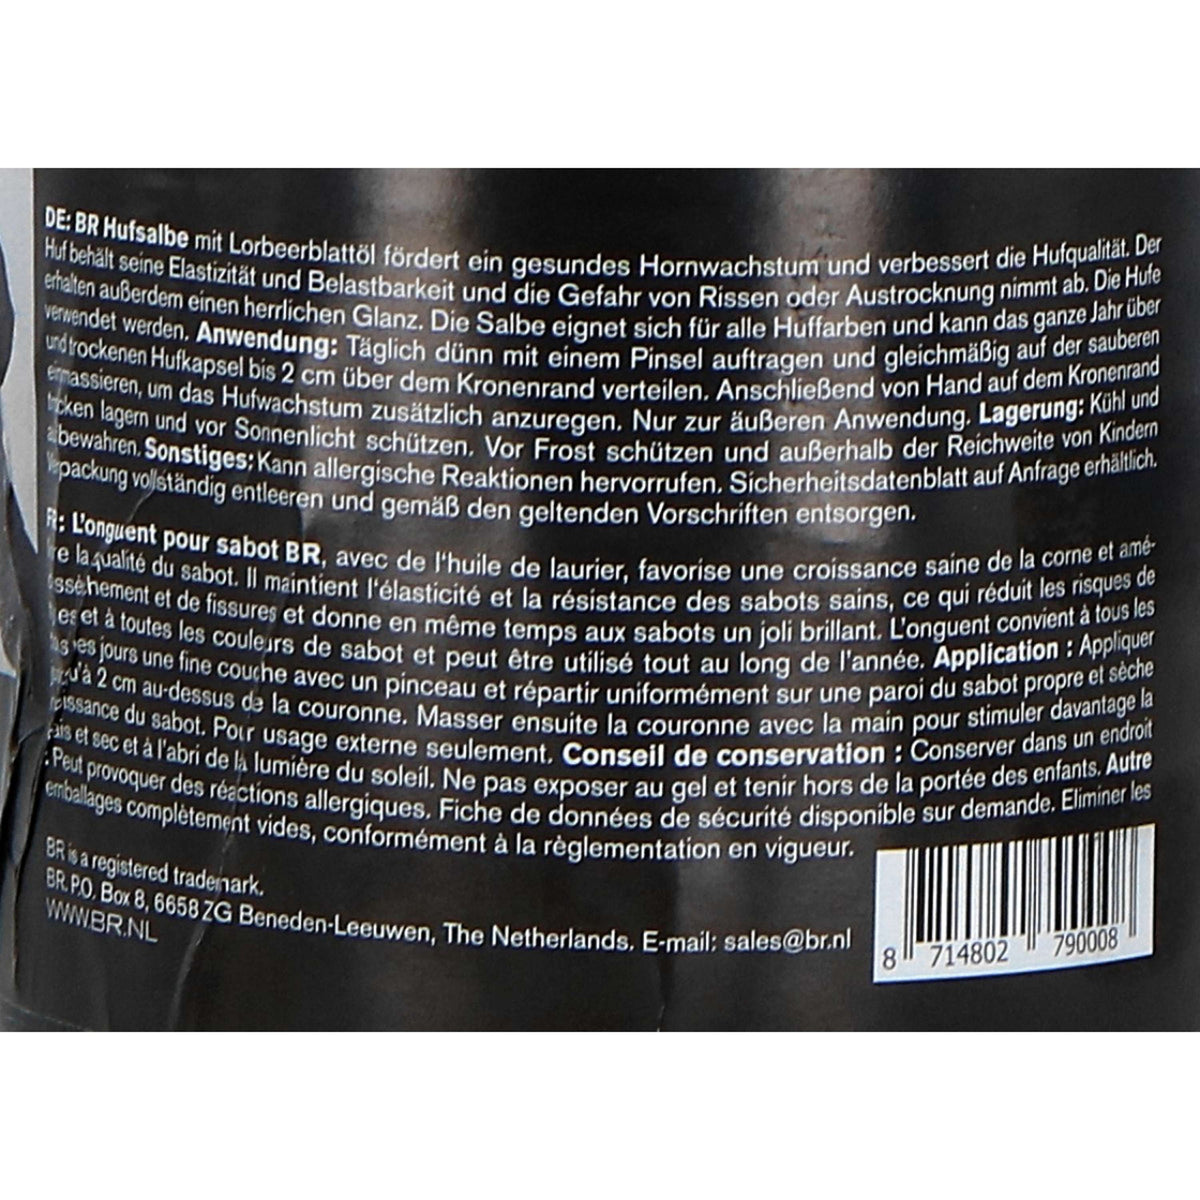 DE: BR Hufsalbe mit Lorbeerblattöl fördert ein gesundes Hornwachstum und verbessert die Hufqualität. Der
Huf behält seine Elastizität und Belastbarkeit und die Gefahr von Rissen oder Austrocknung nimmt ab. Die Hufe
erhalten außerdem einen herrlichen Glanz. Die Salbe eignet sich für alle Huffarben und kann das ganze Jahr über
verwendet werden. Anwendung: Täglich dünn mit einem Pinsel auftragen und gleichmäßig auf der sauberen
und trockenen Hufkapsel bis 2 cm über dem Kronenrand verteilen. Anschließend von Hand auf dem Kronenrand
einmassieren, um das Hufwachstum zusätzlich anzuregen. Nur zur äußeren Anwendung. Lagerung: Kühl und
trocken lagern und vor Sonnenlicht schützen. Vor Frost schützen und außerhalb der Reichweite von Kindern
aufbewahren. Sonstiges: Kann allergische Reaktionen hervorrufen. Sicherheitsdatenblatt auf Anfrage erhältlich.
Verpackung vollständig entleeren und gemäß den geltenden Vorschriften entsorgen.
FR: L'onguent pour sabot BR, avec de l'huile de laurier, favorise une croissance saine de la corne et amé-
re la qualité du sabot. Il maintient l'élasticité et la résistance des sabots sains, ce qui réduit les risques de
ssèhement et de fissures et donne en même temps aux sabots un joli brillant. L'onguent convient à tous les
es et à toutes les couleurs de sabot et peut être utilisé tout au long de l'année. Application : Appliquer
les jours une fine couche avec un pinceau et répartir uniformément sur une paroi du sabot propre et sèche
jusqu'à 2 cm au-dessus de la couronne. Masser ensuite la couronne avec la main pour stimuler davantage la
issance du sabot. Pour usage externe seulement. Conseil de conservation : Conserver dans un endroit
ais et sec et à l'abri de la lumière du soleil. Ne pas exposer au gel et tenir hors de la portée des enfants. Autre
: Peut provoquer des réactions allergiques. Fiche de données de sécurité disponible sur demande. Eliminer les
emballages complètement vides, conformément à la règlementation en vigueur.
BR is a registered trademark.
BR, P.O. Box 8, 6658 ZG Beneden-Leeuwen, The Netherlands. E-mail: sales@br.nl
WWW.BR.NL
8 714802 790008